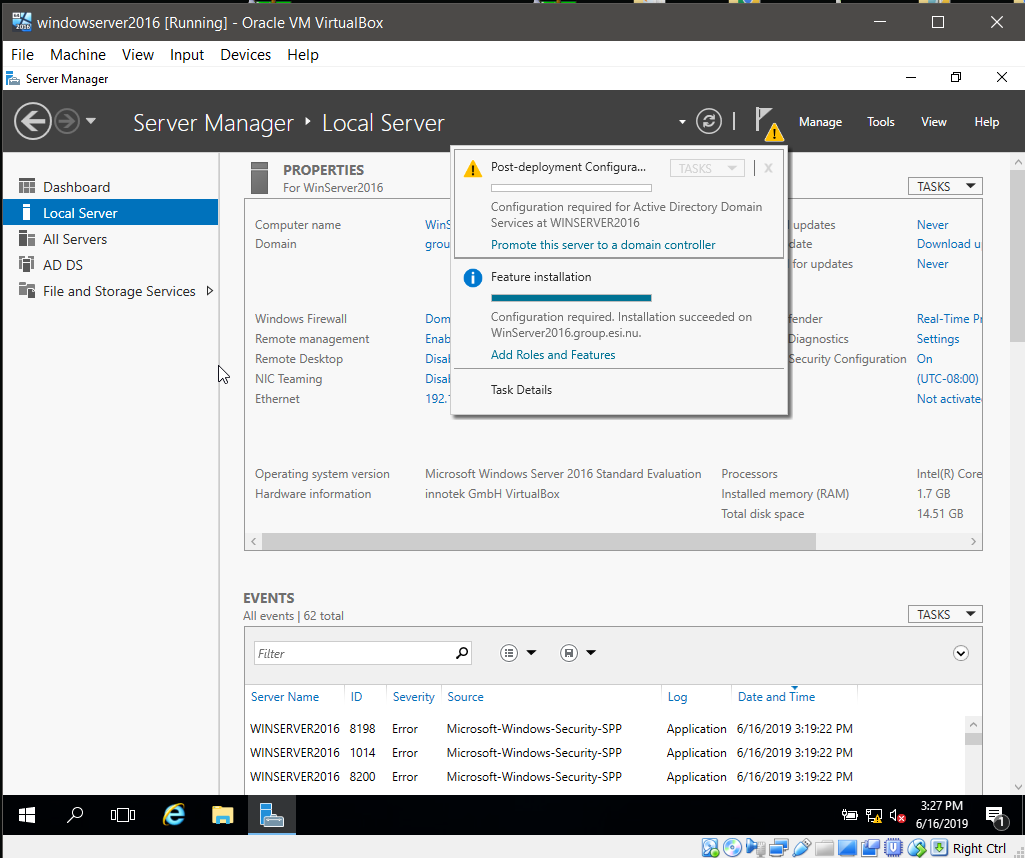 windowserver2016 [Running] - Oracle VM VirtualBox
File Machine View Input Devices Help
Server Manager
Server Manager ‣ Local Server
Manage Tools View Help
Dashboard
Local Server
All Servers
AD DS
File and Storage Services
PROPERTIES
For WinServer2016
TASKS
Post-deployment Configura...
TASKS
X
Configuration required for Active Directory Domain
Services at WINSERVER2016
Promote this server to a domain controller
Feature installation
Configuration required. Installation succeeded on
WinServer2016.group.esi.nu.
Add Roles and Features
Task Details
Computer name WinS updates Never
Domain grou date Download u
for updates Never
Windows Firewall Dom fender Real-Time Pr
Remote management Enab Diagnostics Settings
Remote Desktop Disal Security Configuration On
NIC Teaming Disal (UTC-08:00)
Ethernet 192. Not activate
Operating system version Microsoft Windows Server 2016 Standard Evaluation Processors Intel(R) Core
Hardware information innotek GmbH VirtualBox Installed memory (RAM) 1.7 GB
Total disk space 14.51 GB
EVENTS
All events | 62 total
TASKS
Filter
Server Name ID Severity Source Log Date and Time
WINSERVER2016 8198 Error Microsoft-Windows-Security-SPP Application 6/16/2019 3:19:22 PM
WINSERVER2016 1014 Error Microsoft-Windows-Security-SPP Application 6/16/2019 3:19:22 PM
WINSERVER2016 8200 Error Microsoft-Windows-Security-SPP Application 6/16/2019 3:19:22 PM
3:27 PM
6/16/2019
1
Right Ctrl